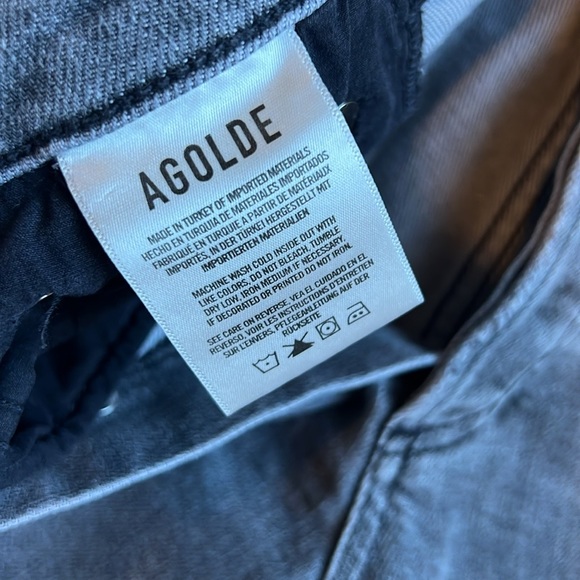 AGOLDE
MADE IN TURKEY OF IMPORTED MATERIALS
HECHO EN TURQUIA DE MATERIALES IMPORTADOS
FABRIQUÉ EN TURQUIE A PARTIR DE MATÉRIAUX
IMPORTÉS, IN DER TÜRKEI HERGESTELLT MIT
IMPORTIERTEN MATERIALIEN
MACHINE WASH COLD INSIDE OUT WITH
LIKE COLORS, DO NOT BLEACH, TUMBLE
DRY LOW, IRON MEDIUM IF NECESSARY,
IF DECORATED OR PRINTED DO NOT IRON.
SEE CARE ON REVERSE. VEA EL CUIDADO EN EL
REVERSO. VOIR LES INSTRUCTIONS D'ENTRETIEN
SUR L'ENVERS. PFLEGEANLEITUNG AUF DER
RÜCKSEITE